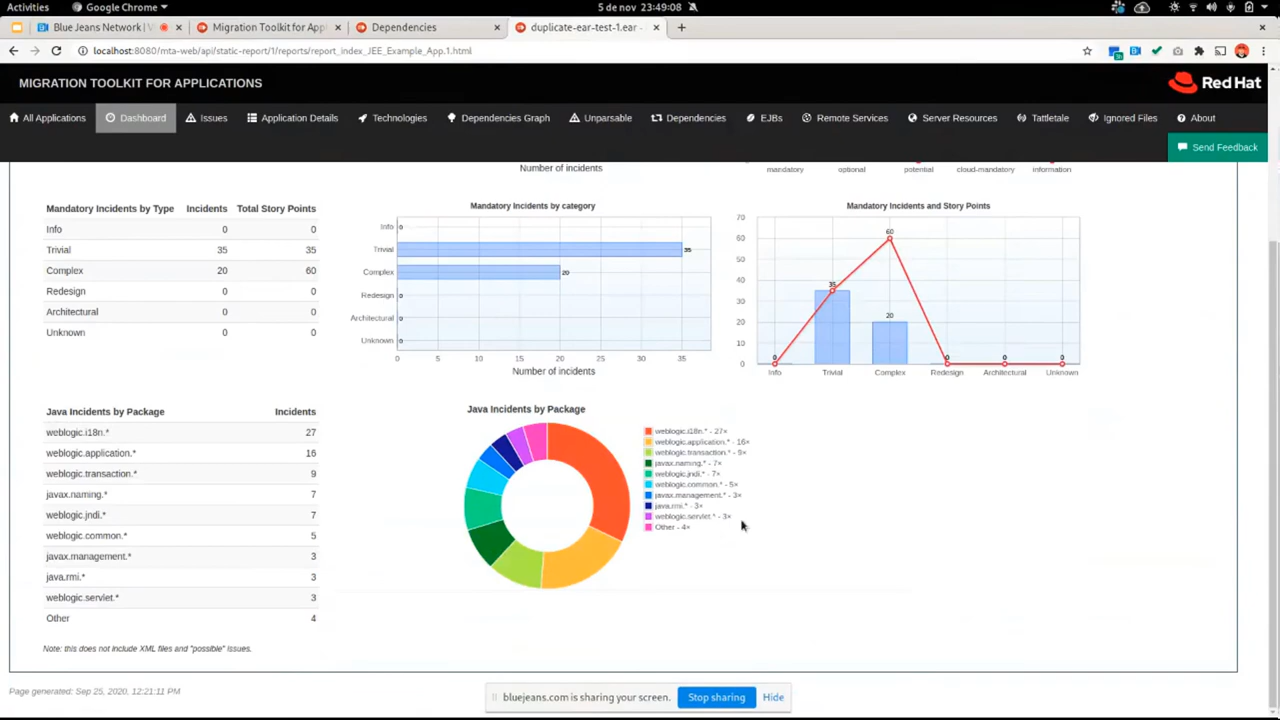 Activities
Google Chrome
5 de nov 23:49:08
Blue Jeans Network | V
Migration Toolkit for Appl
Dependencies
duplicate-ear-test-1.ear -
localhost:8080/mta-web/api/static-report/1/reports/report_index_JEE_Example_App.1.html
MIGRATION TOOLKIT FOR APPLICATIONS
Red Hat
All Applications
Dashboard
Issues
Application Details
Technologies
Dependencies Graph
Unparsable
Dependencies
EJBs
Remote Services
Server Resources
Tattletale
Ignored Files
About
Send Feedback
Number of incidents
mandatory optional potential cloud-mandatory information
Mandatory Incidents by Type Incidents Total Story Points
Info 0 0
Trivial 35 35
Complex 20 60
Redesign 0 0
Architectural 0 0
Unknown 0 0
Mandatory Incidents by category
Info 0
Trivial 35
Complex 20
Redesign 0
Architectural 0
Unknown 0
0 5 10 15 20 25 30 35
Number of incidents
Mandatory Incidents and Story Points
70
60
50
40
30
20
10
0
0 35 60 20 0 0 0
Info Trivial Complex Redesign Architectural Unknown
Java Incidents by Package Incidents
weblogic.i18n.* 27
weblogic.application.* 16
weblogic.transaction.* 9
javax.naming.* 7
weblogic.jndi.* 7
weblogic.common.* 5
javax.management.* 3
java.rmi.* 3
weblogic.servlet.* 3
Other 4
Java Incidents by Package
weblogic.i18n.* - 27×
weblogic.application.* - 16×
weblogic.transaction.* - 9×
javax.naming.* - 7×
weblogic.jndi.* - 7×
weblogic.common.* - 5×
javax.management.* - 3×
java.rmi.* - 3×
weblogic.servlet.* - 3×
Other - 4×
Note: this does not include XML files and "possible" issues.
Page generated: Sep 25, 2020, 12:21:11 PM
bluejeans.com is sharing your screen.
Stop sharing
Hide